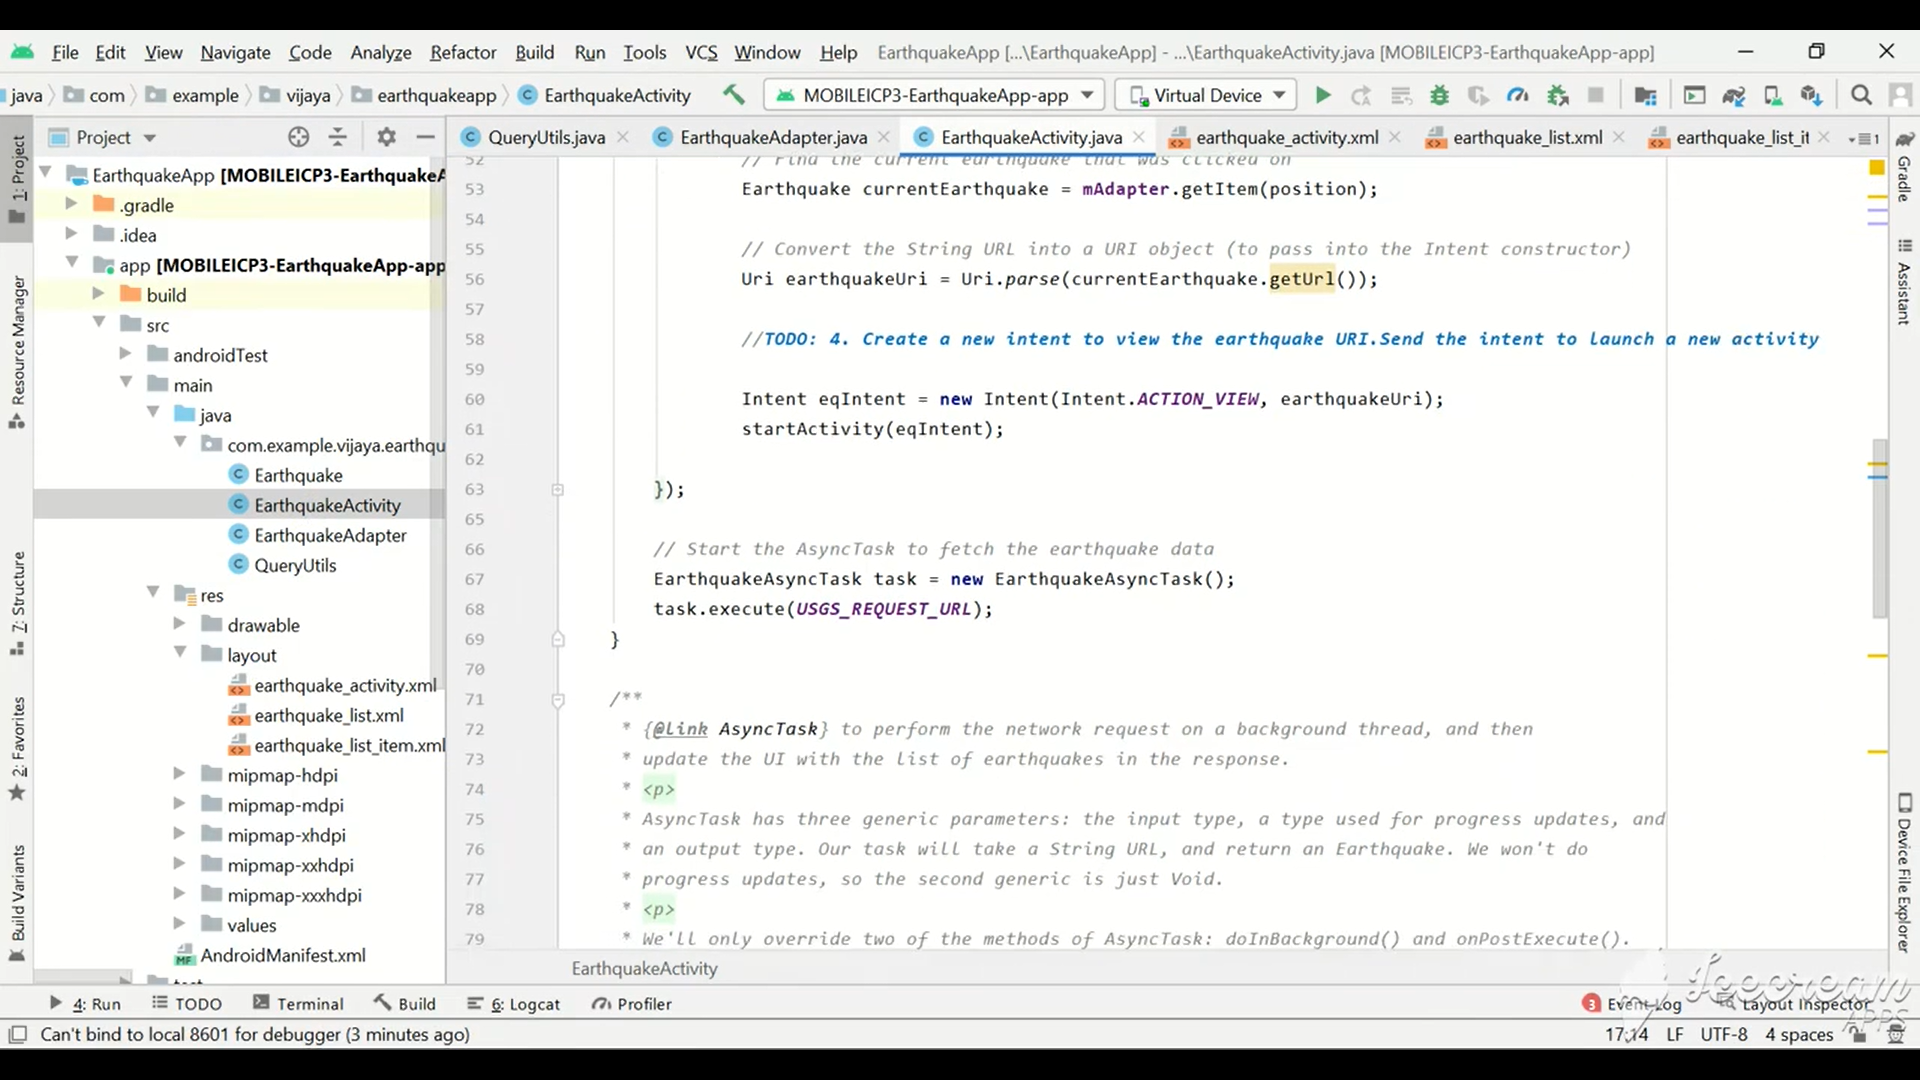 File Edit View Navigate Code Analyze Refactor Build Run Tools VCS Window Help EarthquakeApp [...\EarthquakeApp] - ...\EarthquakeActivity.java [MOBILEICP3-EarthquakeApp-app]
java com example vijaya earthquakeapp EarthquakeActivity MOBILEICP3-EarthquakeApp-app Virtual Device
Project QueryUtils.java EarthquakeAdapter.java EarthquakeActivity.java earthquake_activity.xml earthquake_list.xml earthquake_list_it 1
1: Project
Resource Manager
7: Structure
2: Favorites
Build Variants
EarthquakeApp [MOBILEICP3-EarthquakeA
.gradle
.idea
app [MOBILEICP3-EarthquakeApp-app
build
src
androidTest
main
java
com.example.vijaya.earthqu
Earthquake
EarthquakeActivity
EarthquakeAdapter
QueryUtils
res
drawable
layout
earthquake_activity.xml
earthquake_list.xml
earthquake_list_item.xml
mipmap-hdpi
mipmap-mdpi
mipmap-xhdpi
mipmap-xxhdpi
mipmap-xxxhdpi
values
AndroidManifest.xml
52 // Find the current earthquake that was clicked on
53 Earthquake currentEarthquake = mAdapter.getItem(position);
54
55 // Convert the String URL into a URI object (to pass into the Intent constructor)
56 Uri earthquakeUri = Uri.parse(currentEarthquake.getUrl());
57
58 //TODO: 4. Create a new intent to view the earthquake URI.Send the intent to launch a new activity
59
60 Intent eqIntent = new Intent(Intent.ACTION_VIEW, earthquakeUri);
61 startActivity(eqIntent);
62
63 });
65
66 // Start the AsyncTask to fetch the earthquake data
67 EarthquakeAsyncTask task = new EarthquakeAsyncTask();
68 task.execute(USGS_REQUEST_URL);
69 }
70
71 /**
72 * {@link AsyncTask} to perform the network request on a background thread, and then
73 * update the UI with the list of earthquakes in the response.
74 * <p>
75 * AsyncTask has three generic parameters: the input type, a type used for progress updates, and
76 * an output type. Our task will take a String URL, and return an Earthquake. We won't do
77 * progress updates, so the second generic is just Void.
78 * <p>
79 * We'll only override two of the methods of AsyncTask: doInBackground() and onPostExecute().
EarthquakeActivity
Gradle
Assistant
Device File Explorer
4: Run TODO Terminal Build 6: Logcat Profiler 3 Event Log Layout Inspector
Icecream
APPS
Can't bind to local 8601 for debugger (3 minutes ago) 17:14 LF UTF-8 4 spaces